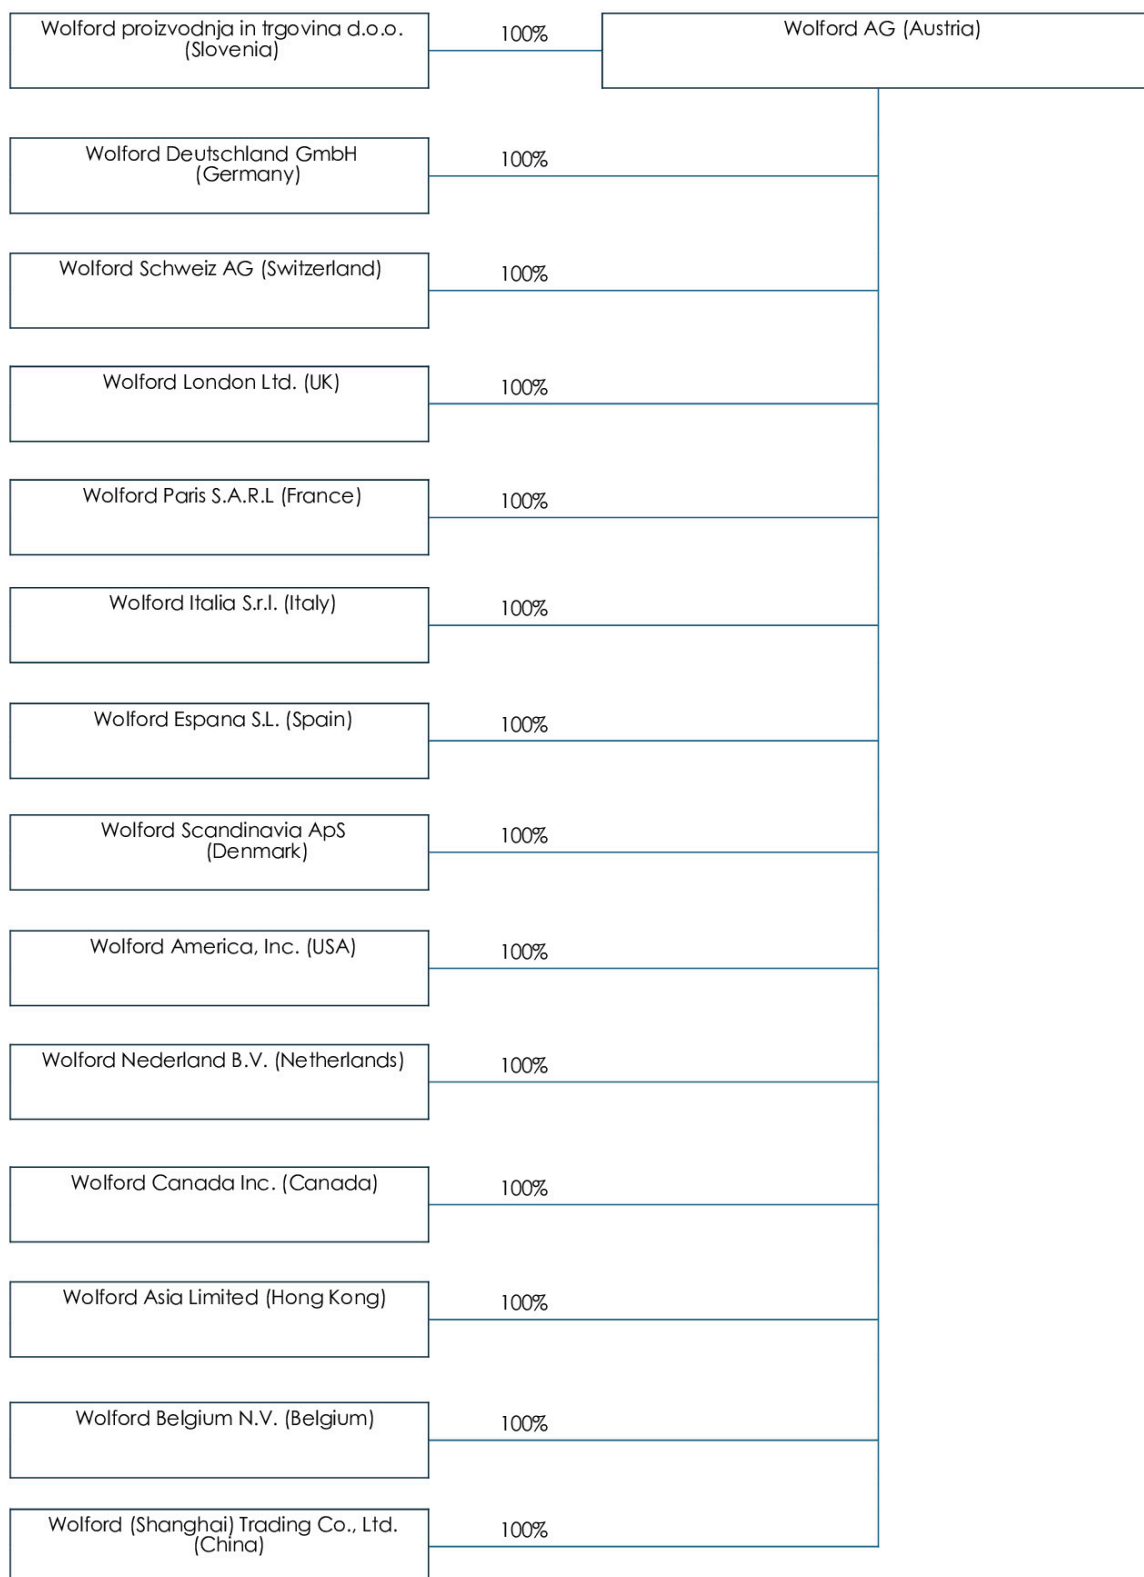 Wolford proizvodnja in trgovina d.o.o.
(Slovenia)
100%
Wolford AG (Austria)
Wolford Deutschland GmbH
(Germany)
100%
Wolford Schweiz AG (Switzerland)
100%
Wolford London Ltd. (UK)
100%
Wolford Paris S.A.R.L (France)
100%
Wolford Italia S.r.l. (Italy)
100%
Wolford Espana S.L. (Spain)
100%
Wolford Scandinavia ApS
(Denmark)
100%
Wolford America, Inc. (USA)
100%
Wolford Nederland B.V. (Netherlands)
100%
Wolford Canada Inc. (Canada)
100%
Wolford Asia Limited (Hong Kong)
100%
Wolford Belgium N.V. (Belgium)
100%
Wolford (Shanghai) Trading Co., Ltd.
(China)
100%